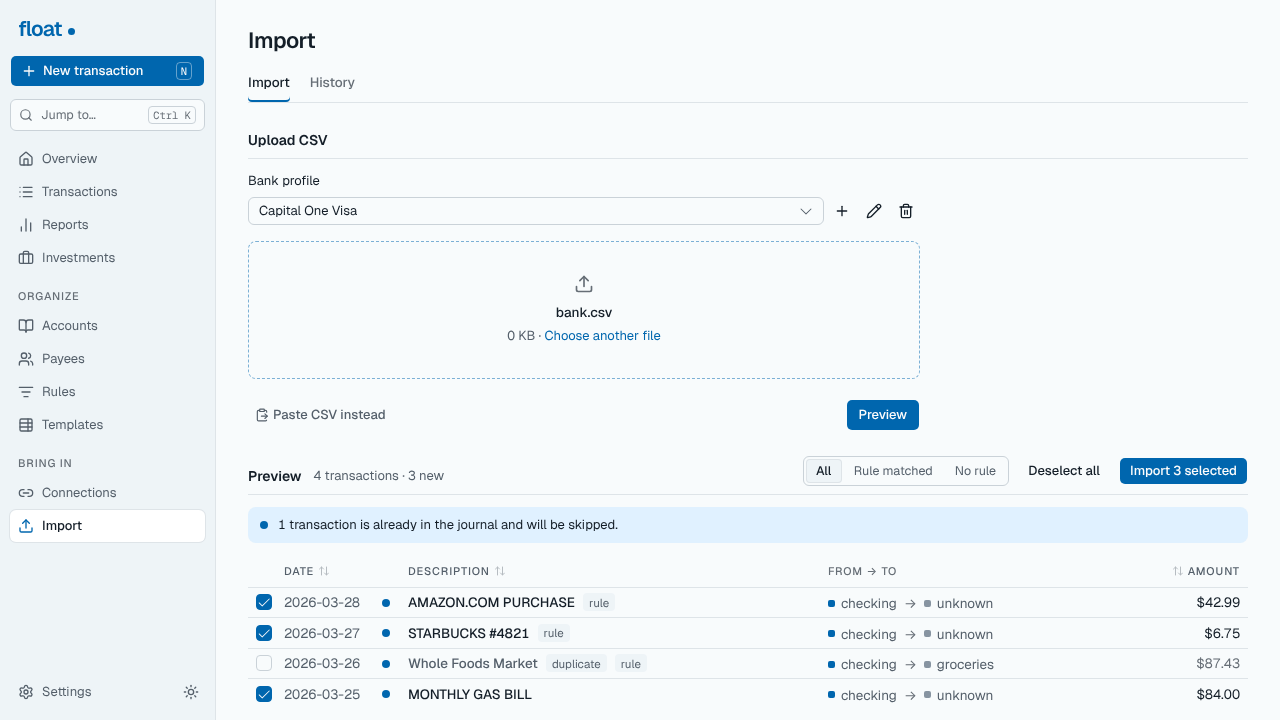 float
New transaction N
Jump to... Ctrl K
Overview
Transactions
Reports
Investments
ORGANIZE
Accounts
Payees
Rules
Templates
BRING IN
Connections
Import
Settings
Import
Import History
Upload CSV
Bank profile
Capital One Visa
bank.csv
0 KB · Choose another file
Paste CSV instead
Preview
Preview 4 transactions · 3 new
All Rule matched No rule Deselect all Import 3 selected
1 transaction is already in the journal and will be skipped.
DATE DESCRIPTION FROM → TO AMOUNT
2026-03-28 AMAZON.COM PURCHASE rule checking → unknown $42.99
2026-03-27 STARBUCKS #4821 rule checking → unknown $6.75
2026-03-26 Whole Foods Market duplicate rule checking → groceries $87.43
2026-03-25 MONTHLY GAS BILL checking → unknown $84.00